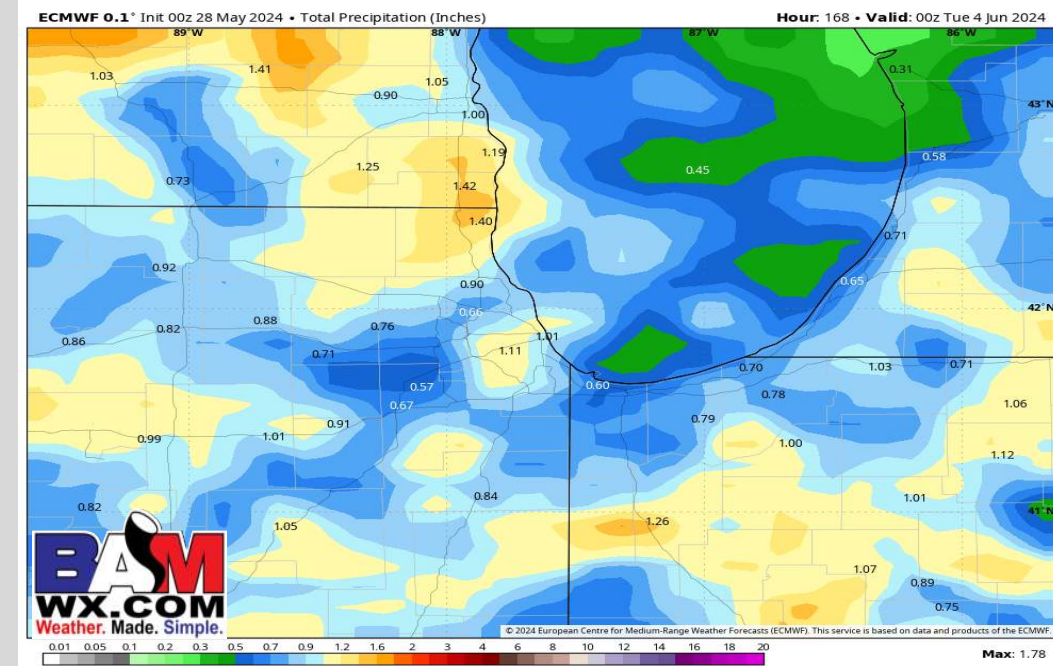 ECMWF 0.1° Init 00z 28 May 2024 • Total Precipitation (Inches) Hour: 168 • Valid: 00z Tue 4 Jun 2024
89°W 88°W 87°W 86°W
1.03 1.41 1.05 0.31
0.90 1.00 43°N
1.19 0.58
1.25 0.45
0.73 1.42
1.40 0.71
0.92 0.90 0.65
0.66 42°N
0.86 0.82 0.88 0.76 1.01
0.71 1.11 0.70 1.03 0.71
0.57 0.60 0.78
0.67 1.06
0.99 1.01 0.91 0.79 1.00
1.12
0.82 0.84 1.01 41°N
1.05 1.26
1.07 0.89
0.75
BAM
WX.COM
Weather. Made. Simple.
© 2024 European Centre for Medium-Range Weather Forecasts (ECMWF). This service is based on data and products of the ECMWF.
0.01 0.05 0.1 0.1 0.2 0.3 0.5 0.7 0.9 1.2 1.6 2 3 4 6 8 10 12 14 16 18 20 Max: 1.78